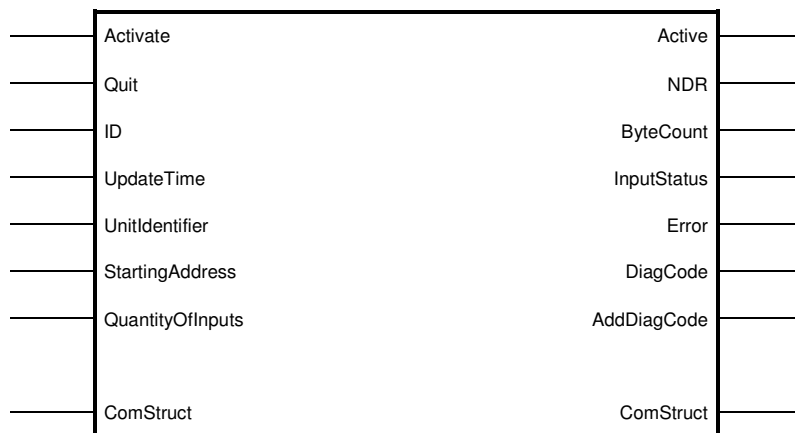 Activate Active
Quit NDR
ID ByteCount
UpdateTime InputStatus
UnitIdentifier Error
StartingAddress DiagCode
QuantityOfInputs AddDiagCode
ComStruct ComStruct